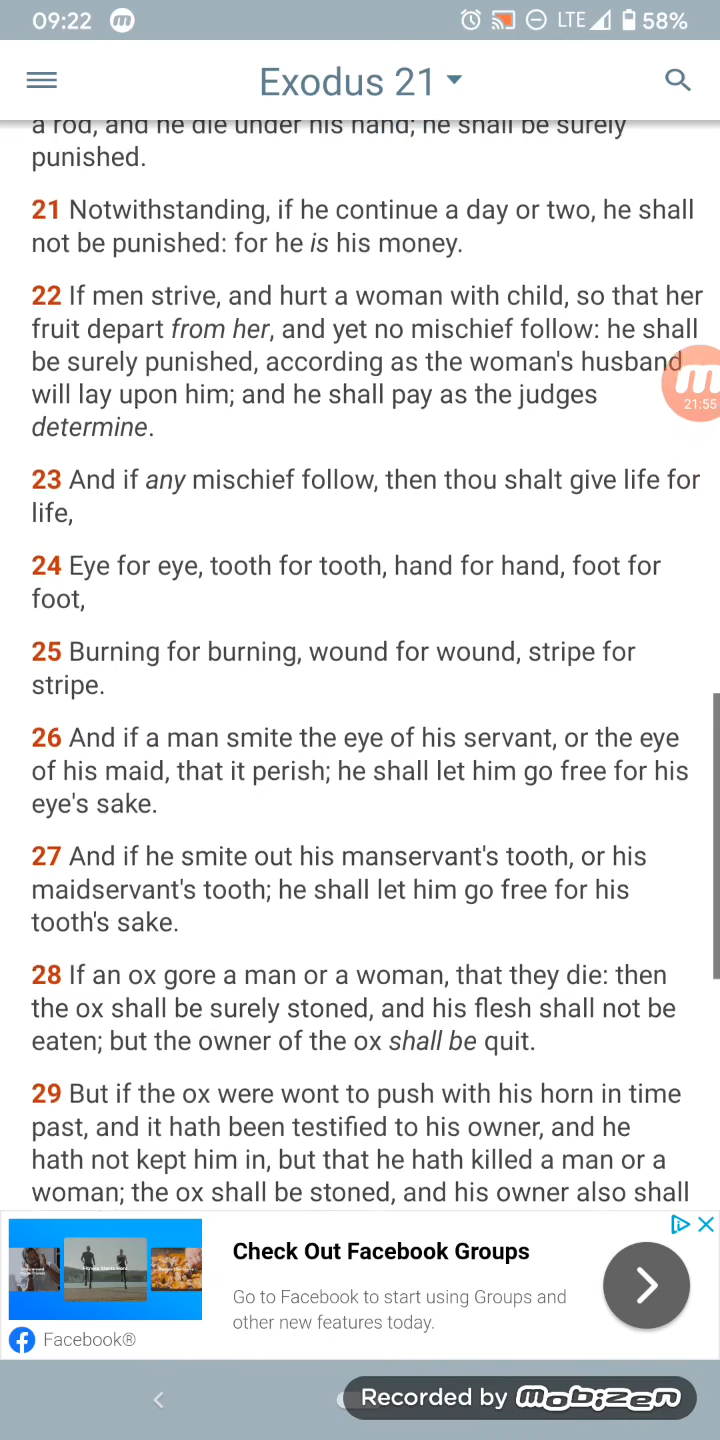 09:22
LTE 58%
Exodus 21
a rod, and he die under his hand; he shall be surely
punished.
21 Notwithstanding, if he continue a day or two, he shall
not be punished: for he is his money.
22 If men strive, and hurt a woman with child, so that her
fruit depart from her, and yet no mischief follow: he shall
be surely punished, according as the woman's husband
will lay upon him; and he shall pay as the judges
determine.
21:55
23 And if any mischief follow, then thou shalt give life for
life,
24 Eye for eye, tooth for tooth, hand for hand, foot for
foot,
25 Burning for burning, wound for wound, stripe for
stripe.
26 And if a man smite the eye of his servant, or the eye
of his maid, that it perish; he shall let him go free for his
eye's sake.
27 And if he smite out his manservant's tooth, or his
maidservant's tooth; he shall let him go free for his
tooth's sake.
28 If an ox gore a man or a woman, that they die: then
the ox shall be surely stoned, and his flesh shall not be
eaten; but the owner of the ox shall be quit.
29 But if the ox were wont to push with his horn in time
past, and it hath been testified to his owner, and he
hath not kept him in, but that he hath killed a man or a
woman; the ox shall be stoned, and his owner also shall
Check Out Facebook Groups
Go to Facebook to start using Groups and
other new features today.
Facebook®
Recorded by Mobizen